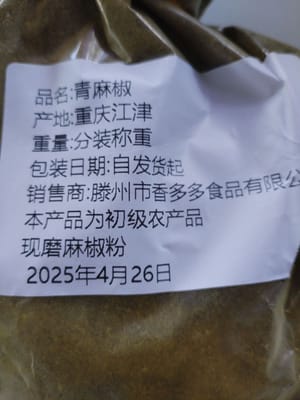 品名:青麻椒
产地:重庆江津
重量:分装称重
包装日期:自发货起
销售商:滕州市香多多食品有限公
本产品为初级农产品
现磨麻椒粉
2025年4月26日